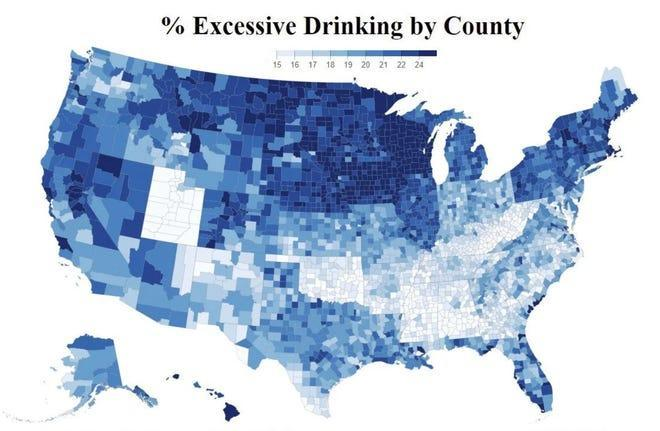 % Excessive Drinking by County
15 16 17 18 19 20 21 22 24